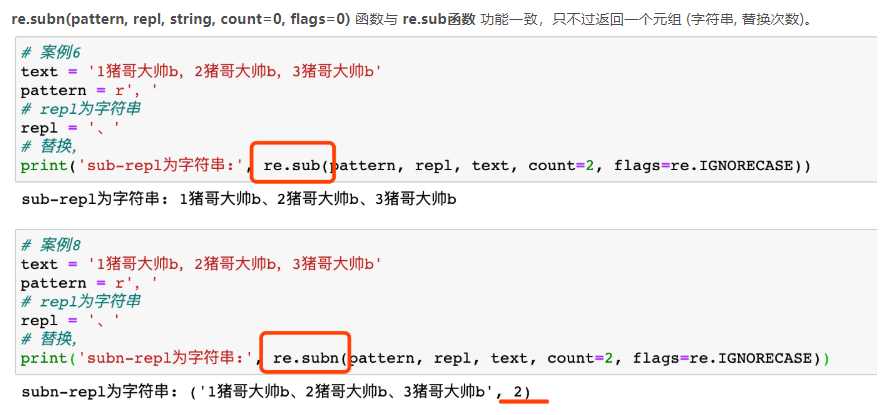 re.subn(pattern, repl, string, count=0, flags=0) 函数与 re.sub函数 功能一致，只不过返回一个元组 (字符串, 替换次数)。
# 案例6
text = '1猪哥大帅b，2猪哥大帅b，3猪哥大帅b'
pattern = r'，'
# repl为字符串
repl = '、'
# 替换，
print('sub-repl为字符串:', re.sub(pattern, repl, text, count=2, flags=re.IGNORECASE))
sub-repl为字符串: 1猪哥大帅b、2猪哥大帅b、3猪哥大帅b
# 案例8
text = '1猪哥大帅b，2猪哥大帅b，3猪哥大帅b'
pattern = r'，'
# repl为字符串
repl = '、'
# 替换，
print('subn-repl为字符串:', re.subn(pattern, repl, text, count=2, flags=re.IGNORECASE))
subn-repl为字符串: ('1猪哥大帅b、2猪哥大帅b、3猪哥大帅b', 2)